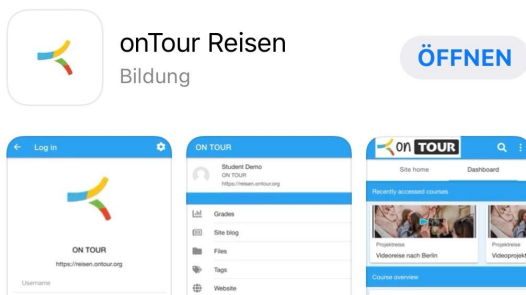 onTour Reisen
Bildung
ÖFFNEN
Log in
ON TOUR
https://reisen.ontour.org
Username
ON TOUR
Student Demo
ON TOUR
https://reisen.ontour.org
Grades
Site blog
Files
Tags
Website
on TOUR
Site home
Dashboard
Recently accessed courses
Projektreise
Videoreise nach Berlin
Projektreise
Videoprojekt
Course overview